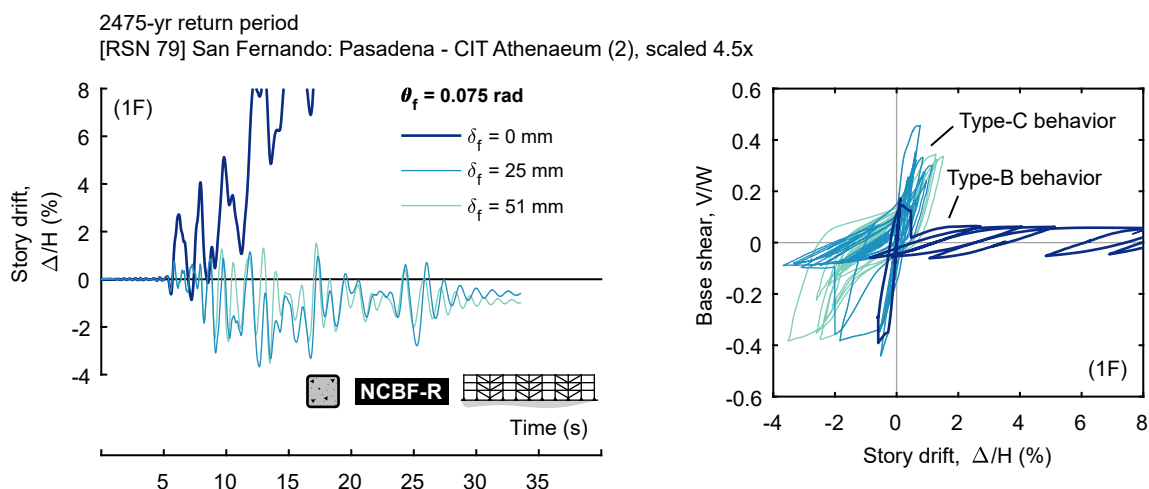 2475-yr return period
[RSN 79] San Fernando: Pasadena - CIT Athenaeum (2), scaled 4.5x
Story drift,
Δ/H (%)
8
6
4
2
0
-2
-4
(1F)
θf = 0.075 rad
δf = 0 mm
δf = 25 mm
δf = 51 mm
NCBF-R
Time (s)
5 10 15 20 25 30 35
Base shear, V/W
0.6
0.4
0.2
0
-0.2
-0.4
-0.6
Type-C behavior
Type-B behavior
(1F)
-4 -2 0 2 4 6 8
Story drift, Δ/H (%)